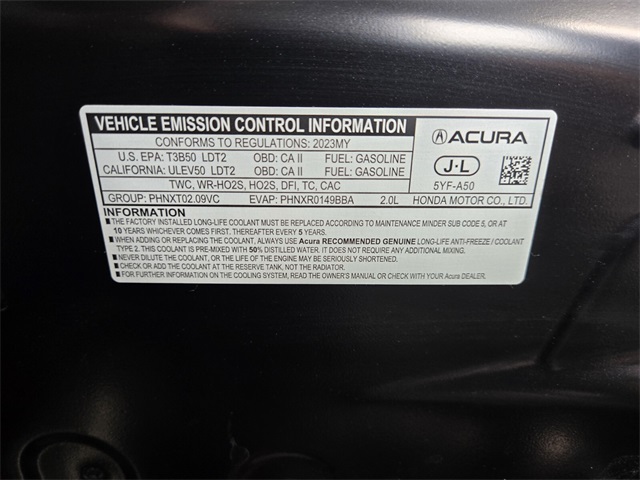 VEHICLE EMISSION CONTROL INFORMATION
CONFORMS TO REGULATIONS: 2023MY
U.S. EPA: T3B50 LDT2 OBD: CA II FUEL: GASOLINE
CALIFORNIA: ULEV50 LDT2 OBD: CA II FUEL: GASOLINE
TWC, WR-HO2S, HO2S, DFI, TC, CAC
GROUP: PHNXT02.09VC EVAP: PHNXR0149BBA 2.0L
ACURA
J·L
5YF-A50
HONDA MOTOR CO., LTD.
INFORMATION
■ THE FACTORY INSTALLED LONG-LIFE COOLANT MUST BE REPLACED ACCORDING TO MAINTENANCE MINDER SUB CODE 5, OR AT
10 YEARS WHICHEVER COMES FIRST. THEREAFTER EVERY 5 YEARS.
■ WHEN ADDING OR REPLACING THE COOLANT, ALWAYS USE Acura RECOMMENDED GENUINE LONG-LIFE ANTI-FREEZE / COOLANT
TYPE 2. THIS COOLANT IS PRE-MIXED WITH 50% DISTILLED WATER. IT DOES NOT REQUIRE ANY ADDITIONAL MIXING.
■ NEVER DILUTE THE COOLANT, OR THE LIFE OF THE ENGINE MAY BE SERIOUSLY SHORTENED.
■ CHECK OR ADD THE COOLANT AT THE RESERVE TANK, NOT THE RADIATOR.
■ FOR FURTHER INFORMATION ON THE COOLING SYSTEM, READ THE OWNER'S MANUAL OR CHECK WITH ANY Acura DEALER.